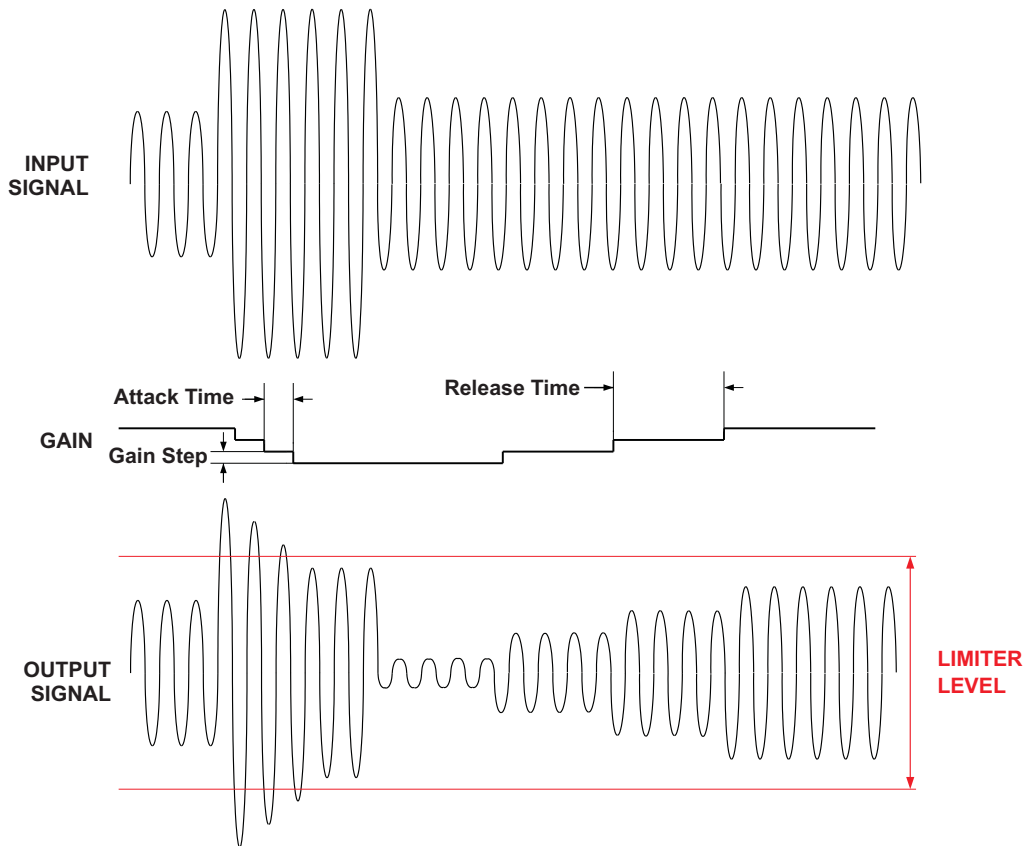 INPUT
SIGNAL
Attack Time
Release Time
GAIN
Gain Step
OUTPUT
SIGNAL
LIMITER
LEVEL